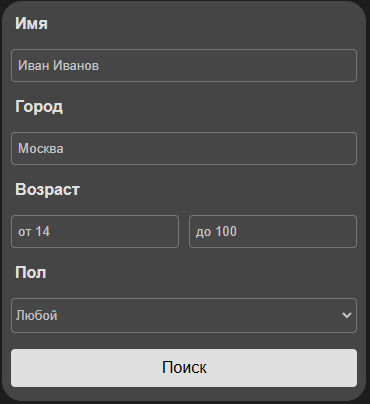 Имя
Иван Иванов
Город
Москва
Возраст
от 14 до 100
Пол
Любой
Поиск